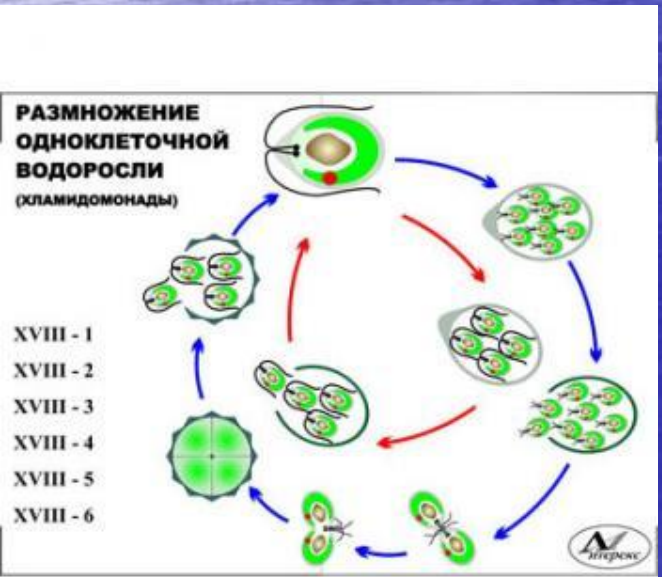 РАЗМНОЖЕНИЕ
ОДНОКЛЕТОЧНОЙ
ВОДОРОСЛИ
(ХЛАМИДОМОНАДЫ)
XVIII - 1
XVIII - 2
XVIII - 3
XVIII - 4
XVIII - 5
XVIII - 6